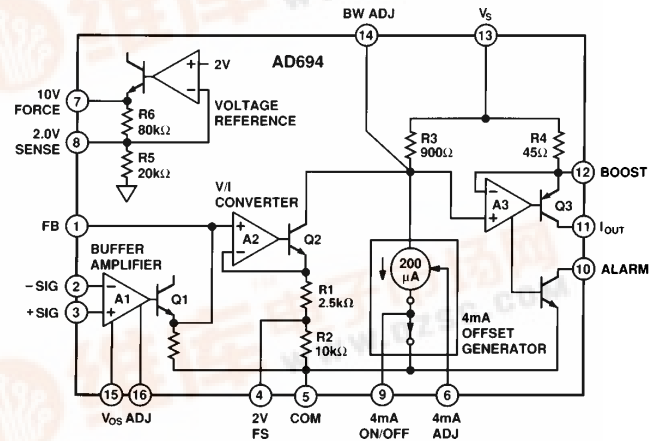 BW ADJ
VS
14
13
AD694
2V
10V
FORCE
7
R6
80kΩ
VOLTAGE
REFERENCE
2.0V
SENSE
8
R5
20kΩ
R3
900Ω
R4
45Ω
12
BOOST
V/I
CONVERTER
A3
Q3
FB
1
A2
Q2
11
IOUT
BUFFER
AMPLIFIER
200
μA
10
ALARM
−SIG
2
A1
Q1
+SIG
3
R1
2.5kΩ
R2
10kΩ
4mA
OFFSET
GENERATOR
15
16
4
5
9
6
VOS ADJ
2V
FS
COM
4mA
ON/OFF
4mA
ADJ